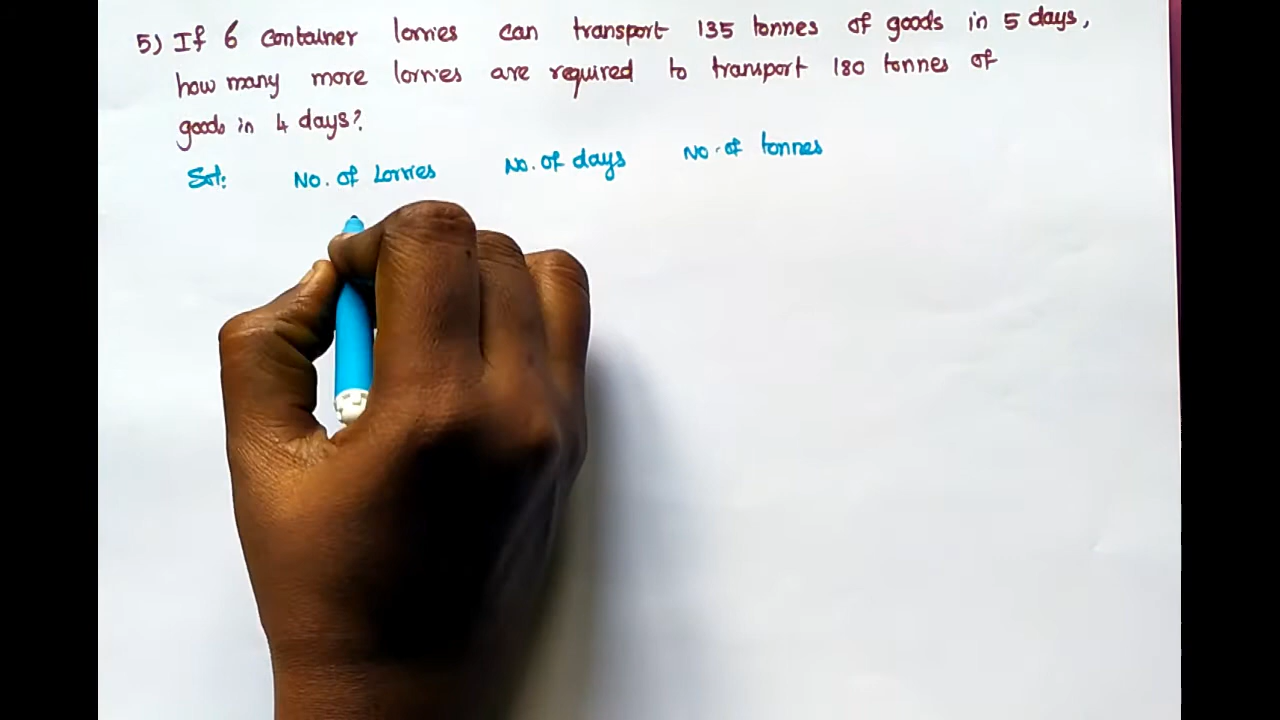 5) If 6 container lorries can transport 135 tonnes of goods in 5 days,
how many more lorries are required to transport 180 tonnes of
goods in 4 days?
Sol: No. of Lorries No. of days No. of tonnes